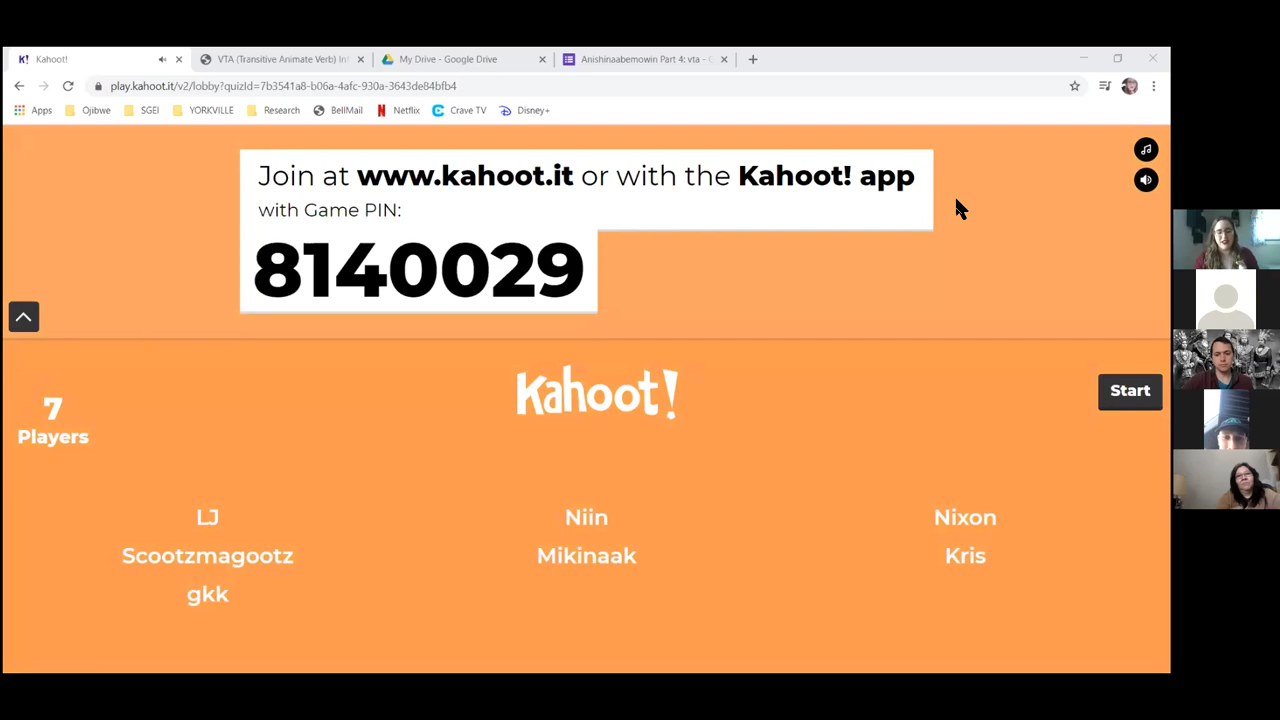 Kahoot!
VTA (Transitive Animate Verb) Int
My Drive - Google Drive
Anishinaabemowin Part 4: vta - G
play.kahoot.it/v2/lobby?quizId=7b3541a8-b06a-4afc-930a-3643de84bfb4
Apps
Ojibwe
SGEI
YORKVILLE
Research
BellMail
Netflix
Crave TV
Disney+
Join at www.kahoot.it or with the Kahoot! app
with Game PIN:
8140029
Kahoot!
Start
7
Players
LJ
Niin
Nixon
Scootzmagootz
Mikinaak
Kris
gkk